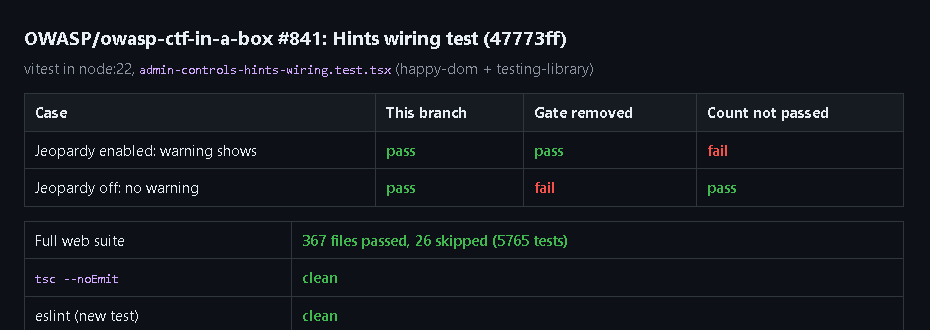 OWASP/owasp-ctf-in-a-box #841: Hints wiring test (47773ff)
vitest in node:22, admin-controls-hints-wiring.test.tsx (happy-dom + testing-library)
Case This branch Gate removed Count not passed
Jeopardy enabled: warning shows pass pass fail
Jeopardy off: no warning pass fail pass
Full web suite 367 files passed, 26 skipped (5765 tests)
tsc --noEmit clean
eslint (new test) clean